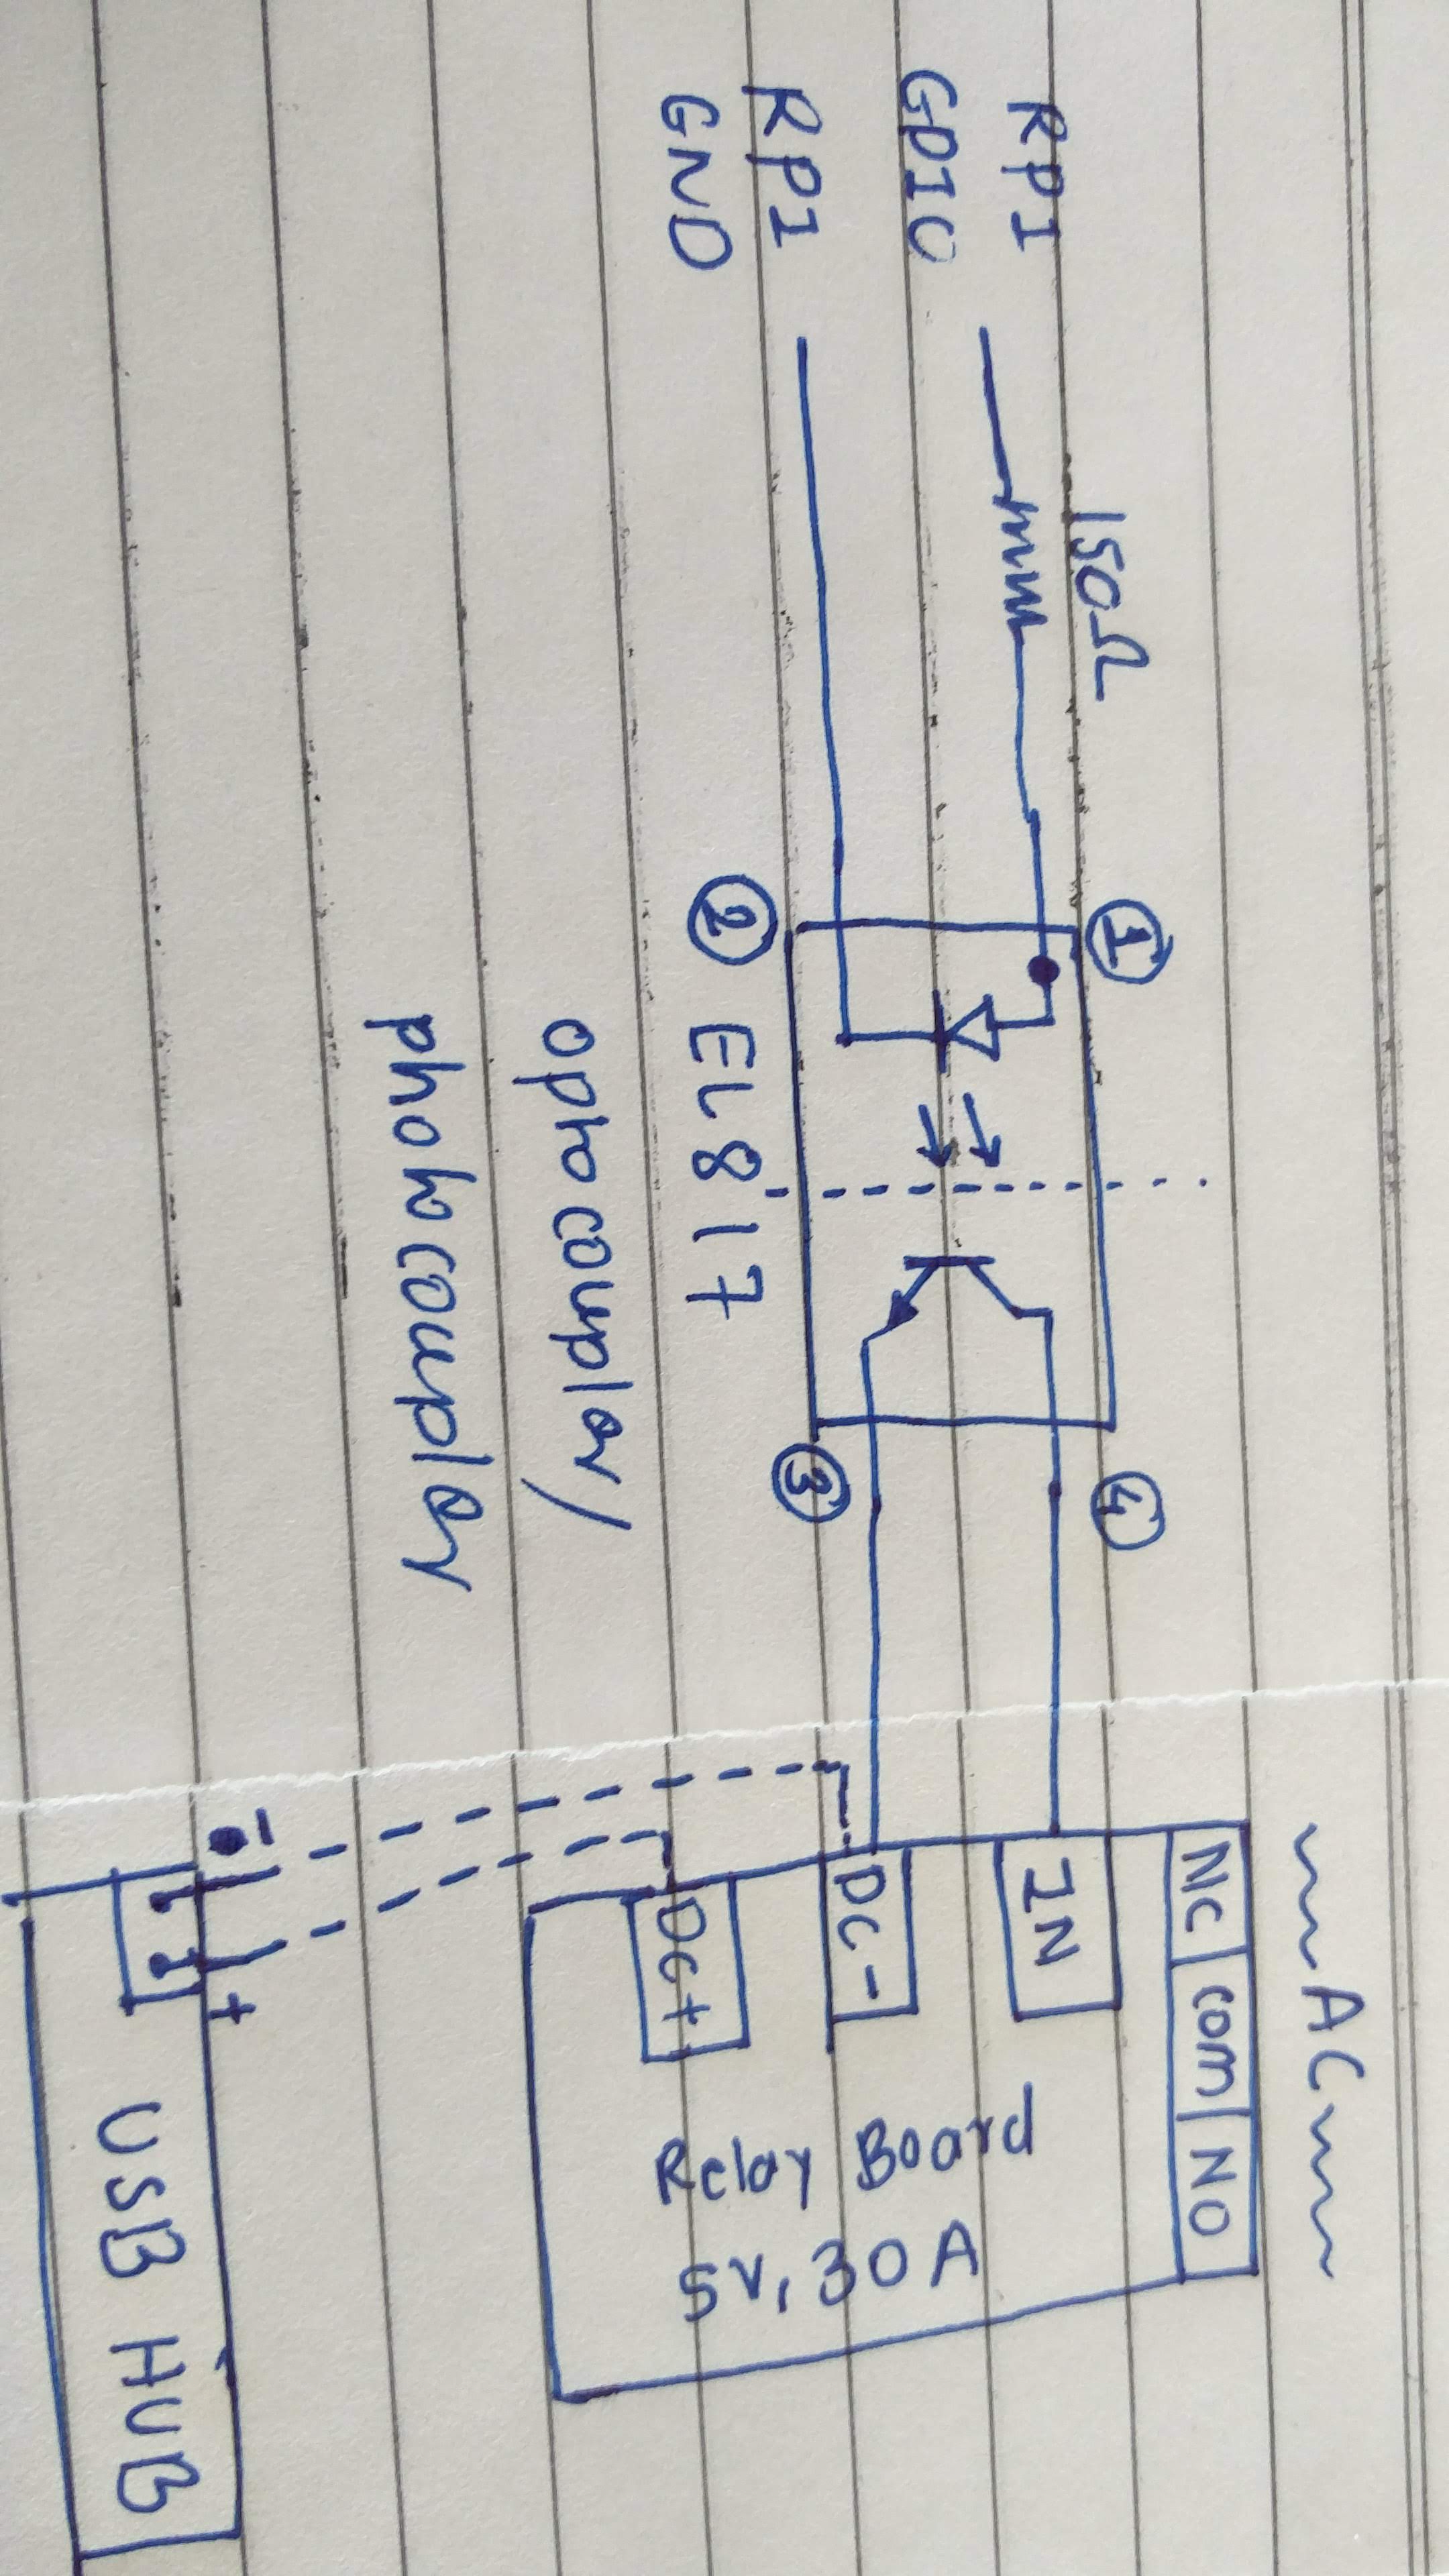 ~~AC~~
NC com NO
150Ω
①
④
RPI
GPIO
IN
DC-
RPI
GND
③
②
EL817
DC+
Relay Board
5V, 30A
optocoupler/
photocoupler
- +
USB HUB